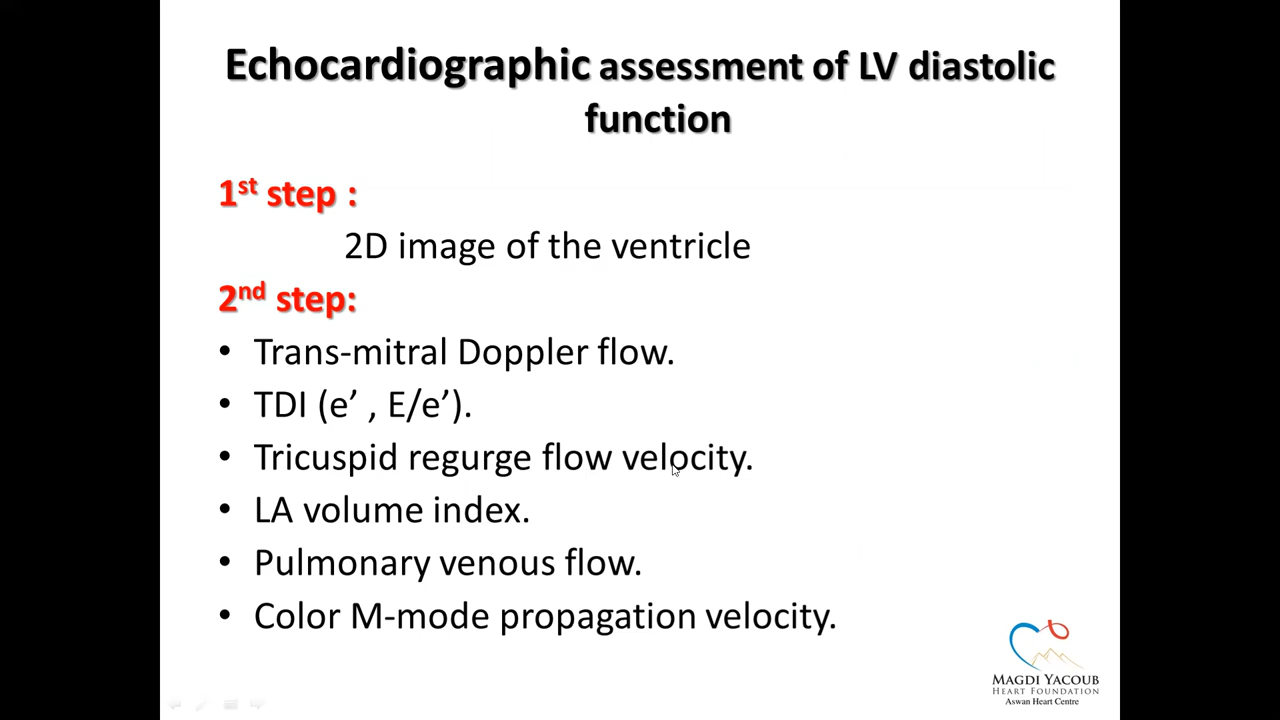 Echocardiographic assessment of LV diastolic
function
1st step :
2D image of the ventricle
2nd step:
• Trans-mitral Doppler flow.
• TDI (e’ , E/e’).
• Tricuspid regurge flow velocity.
• LA volume index.
• Pulmonary venous flow.
• Color M-mode propagation velocity.
MAGDI YACOUB
HEART FOUNDATION
Aswan Heart Centre